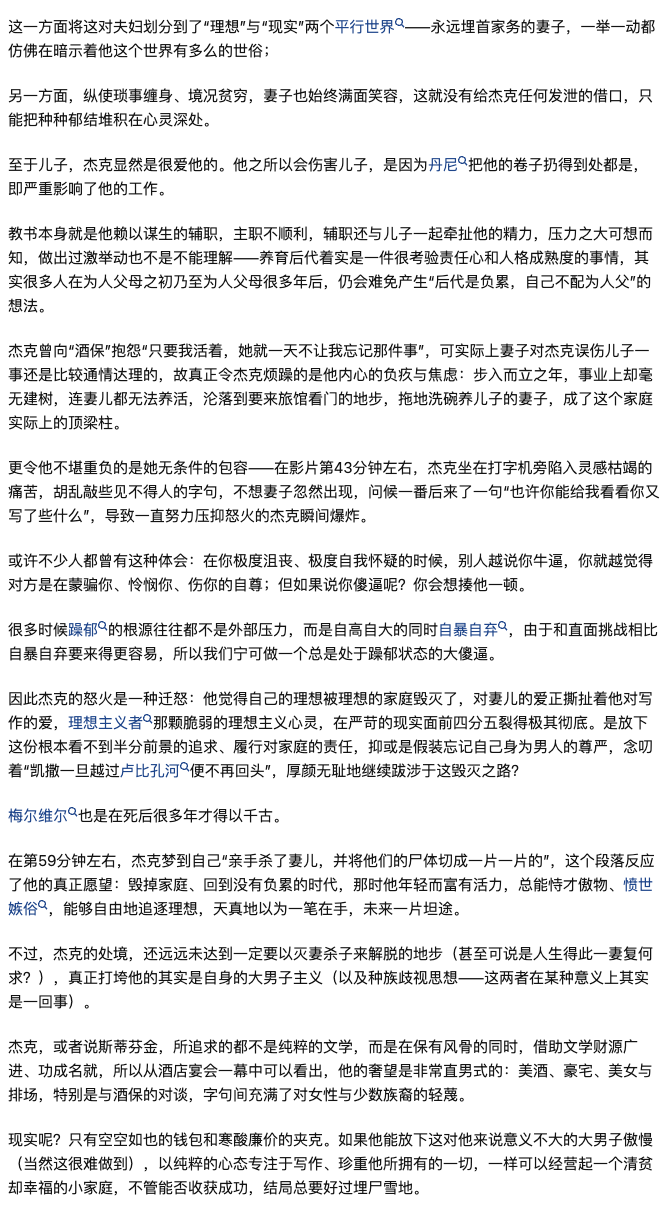 这一方面将这对夫妇划分到了“理想”与“现实”两个平行世界——永远埋首家务的妻子，一举一动都
仿佛在暗示着他这个世界有多么的世俗；
另一方面，纵使琐事缠身、境况贫穷，妻子也始终满面笑容，这就没有给杰克任何发泄的借口，只
能把种种郁结堆积在心灵深处。
至于儿子，杰克显然是很爱他的。他之所以会伤害儿子，是因为丹尼把他的卷子扔得到处都是，
即严重影响了他的工作。
教书本身就是他赖以谋生的辅职，主职不顺利，辅职还与儿子一起牵扯他的精力，压力之大可想而
知，做出过激举动也不是不能理解——养育后代着实是一件很考验责任心和人格成熟度的事情，其
实很多人在为人父母之初乃至为人父母很多年后，仍会难免产生“后代是负累，自己不配为人父”的
想法。
杰克曾向“酒保”抱怨“只要我活着，她就一天不让我忘记那件事”，可实际上妻子对杰克误伤儿子一
事还是比较通情达理的，故真正令杰克烦躁的是他内心的负疚与焦虑：步入而立之年，事业上却毫
无建树，连妻儿都无法养活，沦落到要来旅馆看门的地步，拖地洗碗养儿子的妻子，成了这个家庭
实际上的顶梁柱。
更令他不堪重负的是她无条件的包容——在影片第43分钟左右，杰克坐在打字机旁陷入灵感枯竭的
痛苦，胡乱敲些见不得人的字句，不想妻子忽然出现，问候一番后来了一句“也许你能给我看看你又
写了些什么”，导致一直努力压抑怒火的杰克瞬间爆炸。
或许不少人都曾有这种体会：在你极度沮丧、极度自我怀疑的时候，别人越说你牛逼，你就越觉得
对方是在蒙骗你、怜悯你、伤你的自尊；但如果说你傻逼呢？你会想揍他一顿。
很多时候躁郁的根源往往都不是外部压力，而是自高自大的同时自暴自弃，由于和直面挑战相比
自暴自弃要来得更容易，所以我们宁可做一个总是处于躁郁状态的大傻逼。
因此杰克的怒火是一种迁怒：他觉得自己的理想被理想的家庭毁灭了，对妻儿的爱正撕扯着他对写
作的爱，理想主义者那颗脆弱的理想主义心灵，在严苛的现实面前四分五裂得极其彻底。是放下
这份根本看不到半分前景的追求、履行对家庭的责任，抑或是假装忘记自己身为男人的尊严，念叨
着“凯撒一旦越过卢比孔河便不再回头”，厚颜无耻地继续跋涉于这毁灭之路？
梅尔维尔也是在死后很多年才得以千古。
在第59分钟左右，杰克梦到自己“亲手杀了妻儿，并将他们的尸体切成一片一片的”，这个段落反应
了他的真正愿望：毁掉家庭、回到没有负累的时代，那时他年轻而富有活力，总能恃才傲物、愤世
嫉俗，能够自由地追逐理想，天真地以为一笔在手，未来一片坦途。
不过，杰克的处境，还远远未达到一定要以灭妻杀子来解脱的地步（甚至可说是人生得此一妻复何
求？），真正打垮他的其实是自身的大男子主义（以及种族歧视思想——这两者在某种意义上其实
是一回事）。
杰克，或者说斯蒂芬金，所追求的都不是纯粹的文学，而是在保有风骨的同时，借助文学财源广
进、功成名就，所以从酒店宴会一幕中可以看出，他的奢望是非常直男式的：美酒、豪宅、美女与
排场，特别是与酒保的对谈，字句间充满了对女性与少数族裔的轻蔑。
现实呢？只有空空如也的钱包和寒酸廉价的夹克。如果他能放下这对他来说意义不大的大男子傲慢
（当然这很难做到），以纯粹的心态专注于写作、珍重他所拥有的一切，一样可以经营起一个清贫
却幸福的小家庭，不管能否收获成功，结局总要好过埋尸雪地。